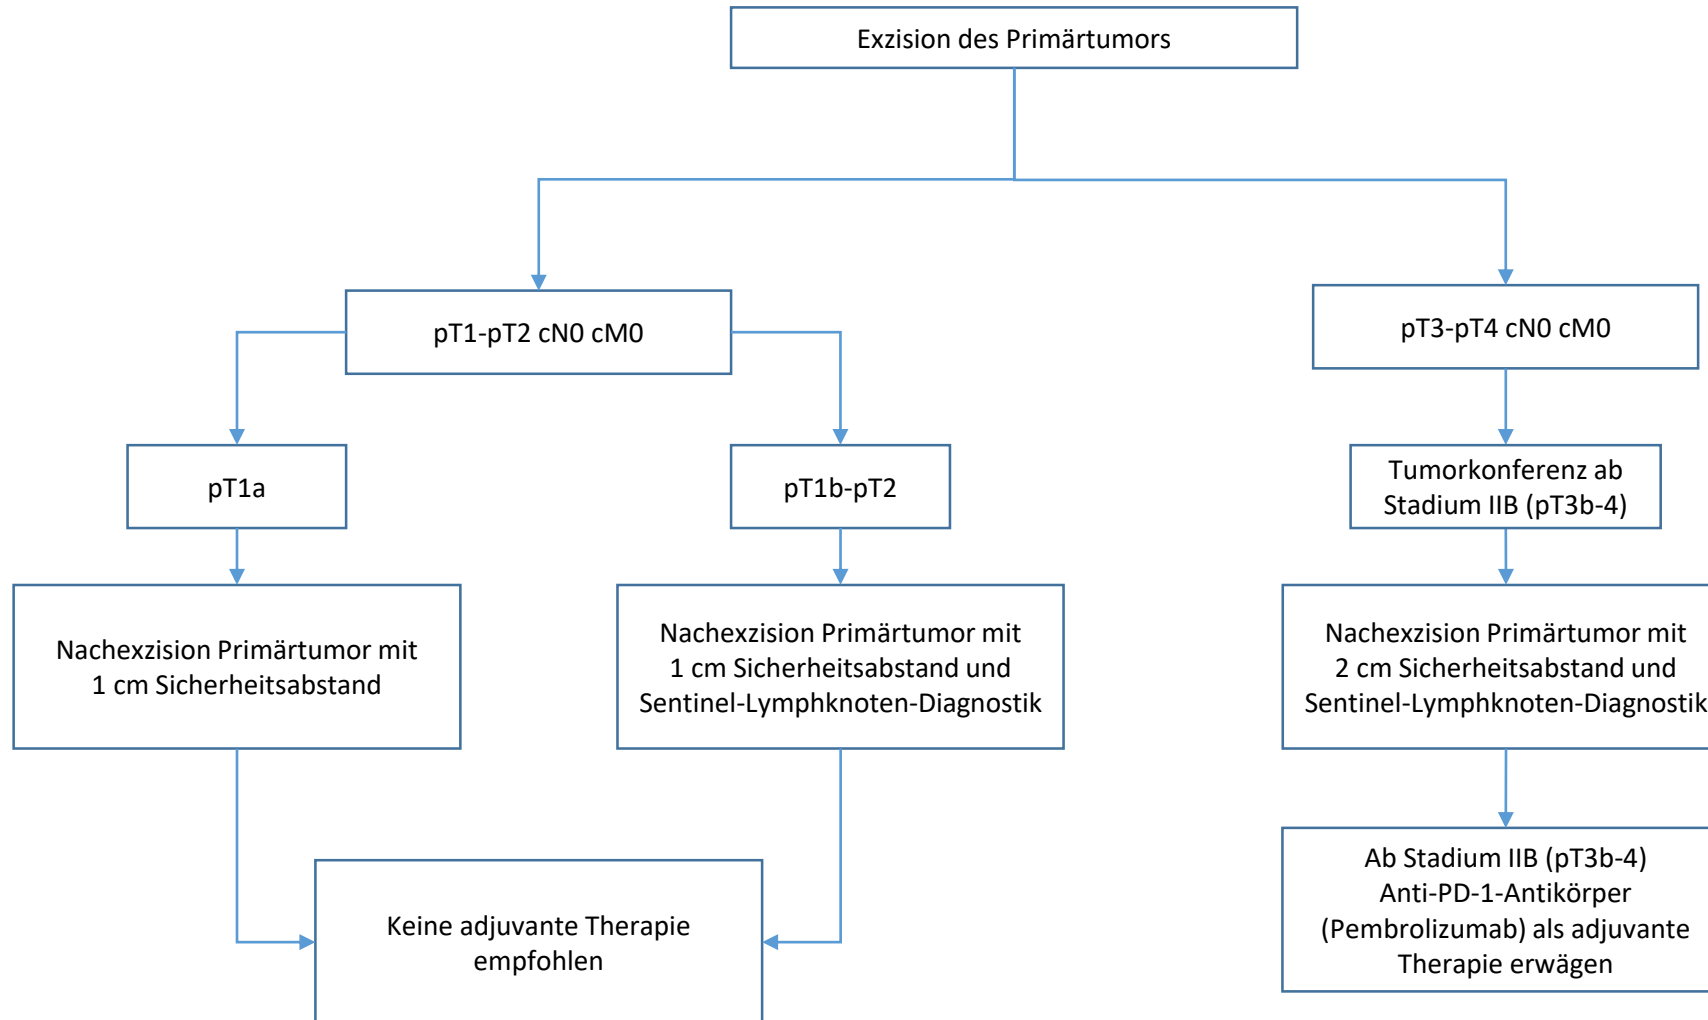 Exzision des Primärtumors
pT1-pT2 cN0 cM0
pT3-pT4 cN0 cM0
pT1a
pT1b-pT2
Tumorkonferenz ab
Stadium IIB (pT3b-4)
Nachexzision Primärtumor mit
1 cm Sicherheitsabstand
Nachexzision Primärtumor mit
1 cm Sicherheitsabstand und
Sentinel-Lymphknoten-Diagnostik
Nachexzision Primärtumor mit
2 cm Sicherheitsabstand und
Sentinel-Lymphknoten-Diagnostik
Keine adjuvante Therapie
empfohlen
Ab Stadium IIB (pT3b-4)
Anti-PD-1-Antikörper
(Pembrolizumab) als adjuvante
Therapie erwägen